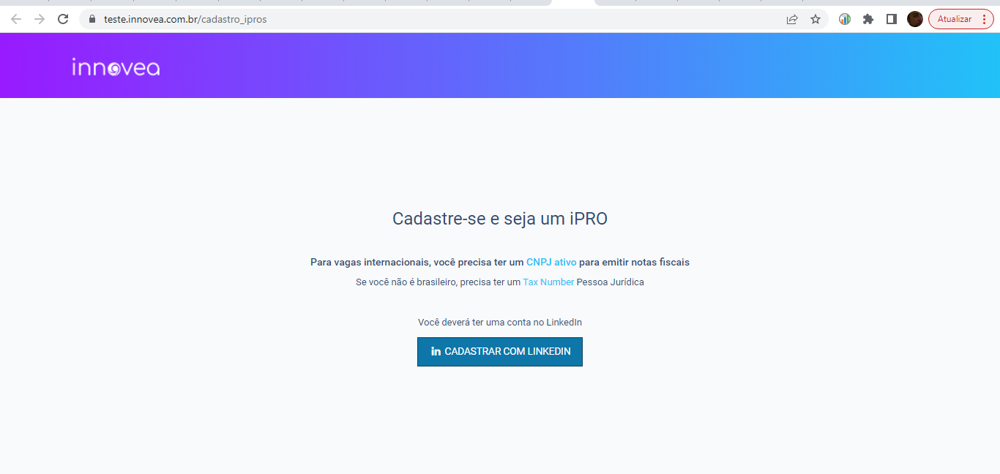 teste.innovea.com.br/cadastro_ipros
Atualizar
innovea
Cadastre-se e seja um iPRO
Para vagas internacionais, você precisa ter um CNPJ ativo para emitir notas fiscais
Se você não é brasileiro, precisa ter um Tax Number Pessoa Jurídica
Você deverá ter uma conta no LinkedIn
in CADASTRAR COM LINKEDIN